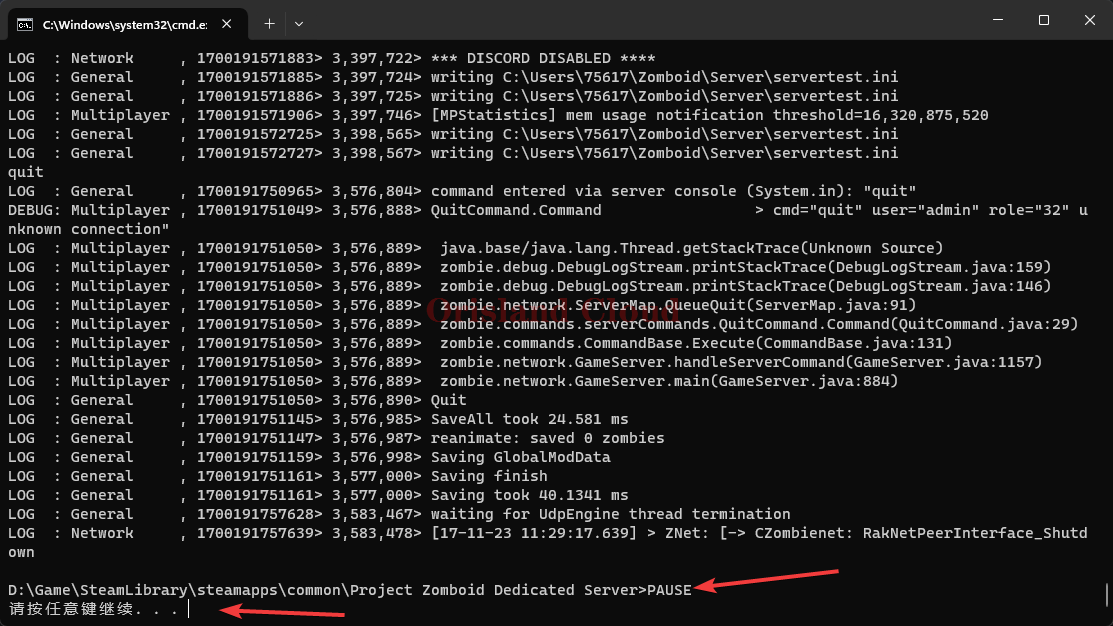 C:\Windows\system32\cmd.e:
LOG  : Network     , 1700191571883> 3,397,722> *** DISCORD DISABLED ****
LOG  : General     , 1700191571885> 3,397,724> writing C:\Users\75617\Zomboid\Server\servertest.ini
LOG  : General     , 1700191571886> 3,397,725> writing C:\Users\75617\Zomboid\Server\servertest.ini
LOG  : Multiplayer , 1700191571906> 3,397,746> [MPStatistics] mem usage notification threshold=16,320,875,520
LOG  : General     , 1700191572725> 3,398,565> writing C:\Users\75617\Zomboid\Server\servertest.ini
LOG  : General     , 1700191572727> 3,398,567> writing C:\Users\75617\Zomboid\Server\servertest.ini
quit
LOG  : General     , 1700191750965> 3,576,804> command entered via server console (System.in): "quit"
DEBUG: Multiplayer , 1700191751049> 3,576,888> QuitCommand.Command                 > cmd="quit" user="admin" role="32" u
nknown connection"
LOG  : Multiplayer , 1700191751050> 3,576,889>  java.base/java.lang.Thread.getStackTrace(Unknown Source)
LOG  : Multiplayer , 1700191751050> 3,576,889>  zombie.debug.DebugLogStream.printStackTrace(DebugLogStream.java:159)
LOG  : Multiplayer , 1700191751050> 3,576,889>  zombie.debug.DebugLogStream.printStackTrace(DebugLogStream.java:146)
LOG  : Multiplayer , 1700191751050> 3,576,889>  zombie.network.ServerMap.QueueQuit(ServerMap.java:91)
Orisland Cloud
LOG  : Multiplayer , 1700191751050> 3,576,889>  zombie.commands.serverCommands.QuitCommand.Command(QuitCommand.java:29)
LOG  : Multiplayer , 1700191751050> 3,576,889>  zombie.commands.CommandBase.Execute(CommandBase.java:131)
LOG  : Multiplayer , 1700191751050> 3,576,889>  zombie.network.GameServer.handleServerCommand(GameServer.java:1157)
LOG  : Multiplayer , 1700191751050> 3,576,889>  zombie.network.GameServer.main(GameServer.java:884)
LOG  : General     , 1700191751050> 3,576,890> Quit
LOG  : General     , 1700191751145> 3,576,985> SaveAll took 24.581 ms
LOG  : General     , 1700191751147> 3,576,987> reanimate: saved 0 zombies
LOG  : General     , 1700191751159> 3,576,998> Saving GlobalModData
LOG  : General     , 1700191751161> 3,577,000> Saving finish
LOG  : General     , 1700191751161> 3,577,000> Saving took 40.1341 ms
LOG  : General     , 1700191757628> 3,583,467> waiting for UdpEngine thread termination
LOG  : Network     , 1700191757639> 3,583,478> [17-11-23 11:29:17.639] > ZNet: [-> CZombienet: RakNetPeerInterface_Shutd
own
D:\Game\SteamLibrary\steamapps\common\Project Zomboid Dedicated Server>PAUSE
请按任意键继续. . .